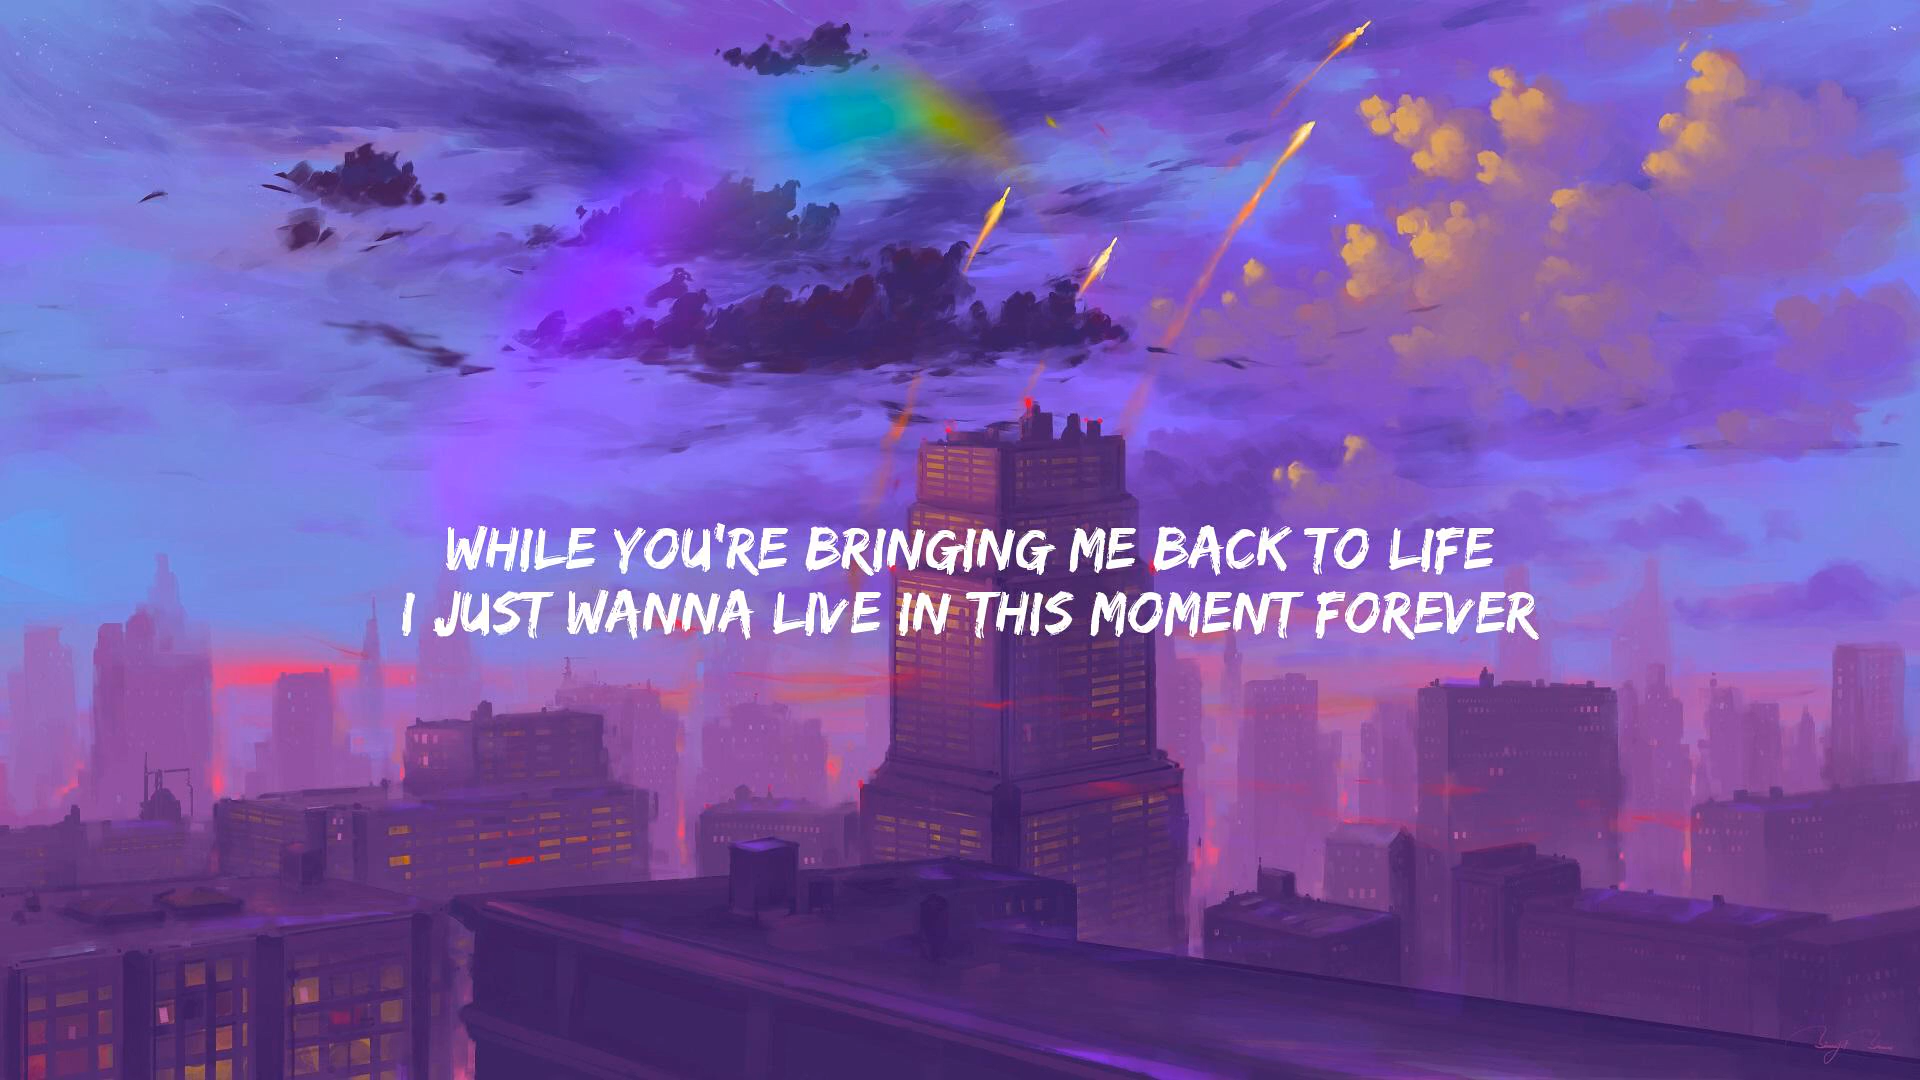 WHILE YOU'RE BRINGING ME BACK TO LIFE
I JUST WANNA LIVE IN THIS MOMENT FOREVER